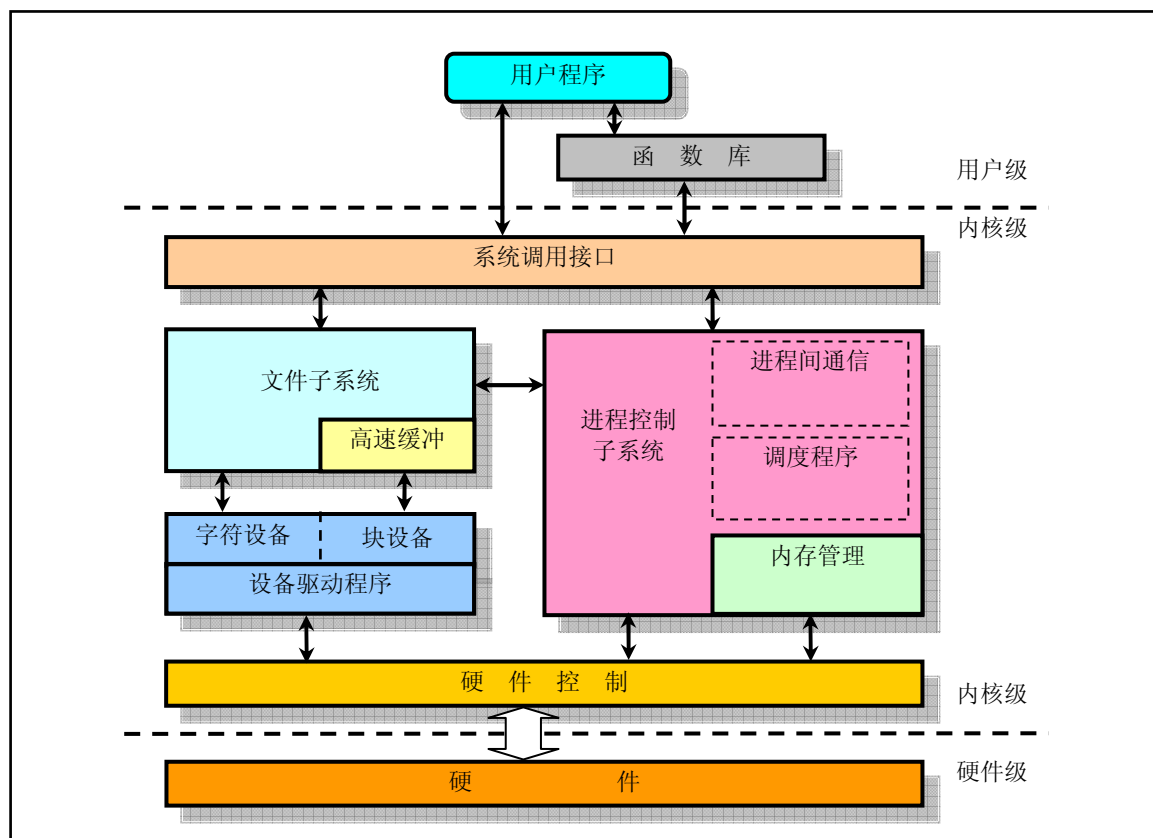 用户程序
函 数 库
用户级
内核级
系统调用接口
文件子系统
高速缓冲
进程控制
子系统
进程间通信
调度程序
内存管理
字符设备
块设备
设备驱动程序
硬 件 控 制
内核级
硬 件
硬件级